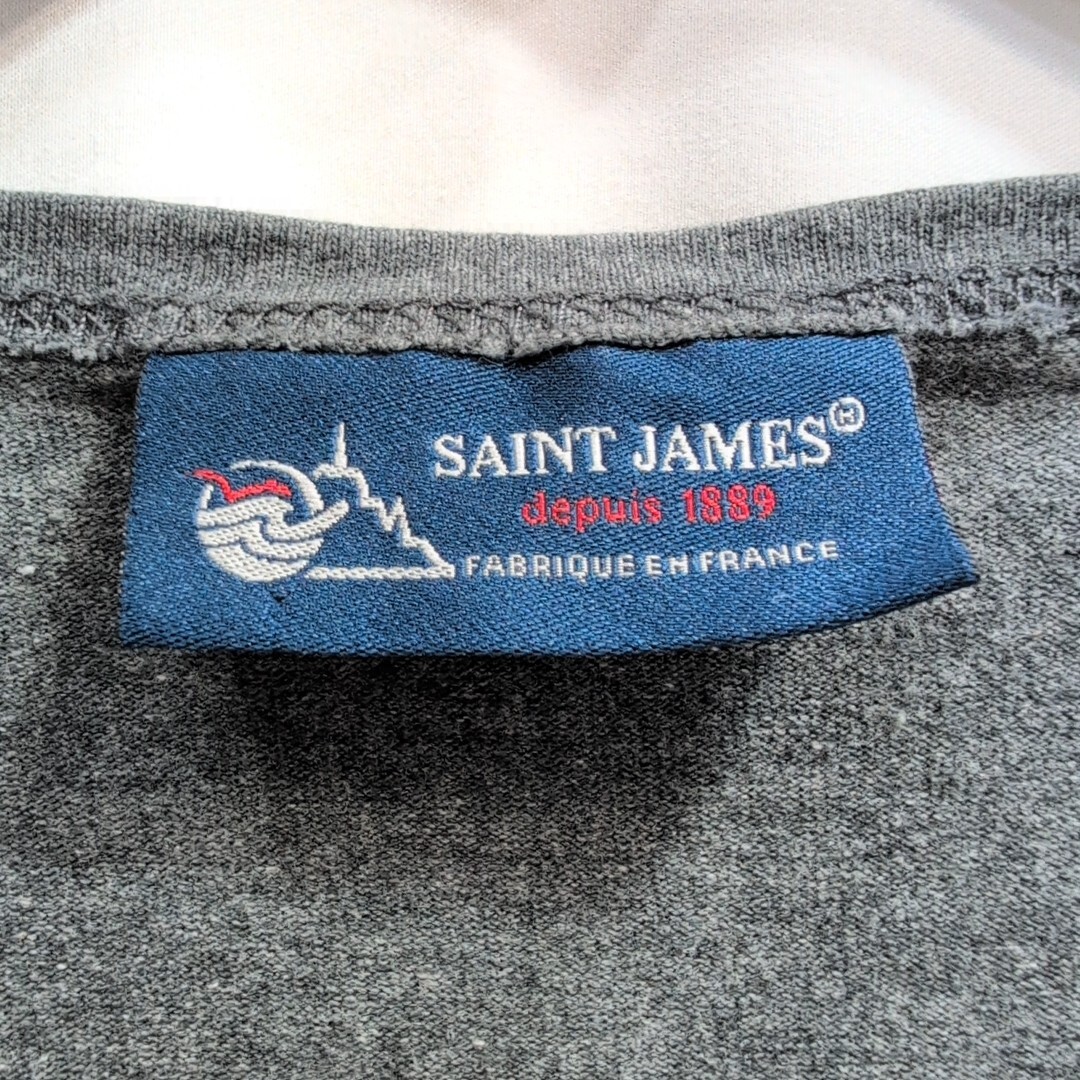 SAINT JAMES®
depuis 1889
FABRIQUE EN FRANCE